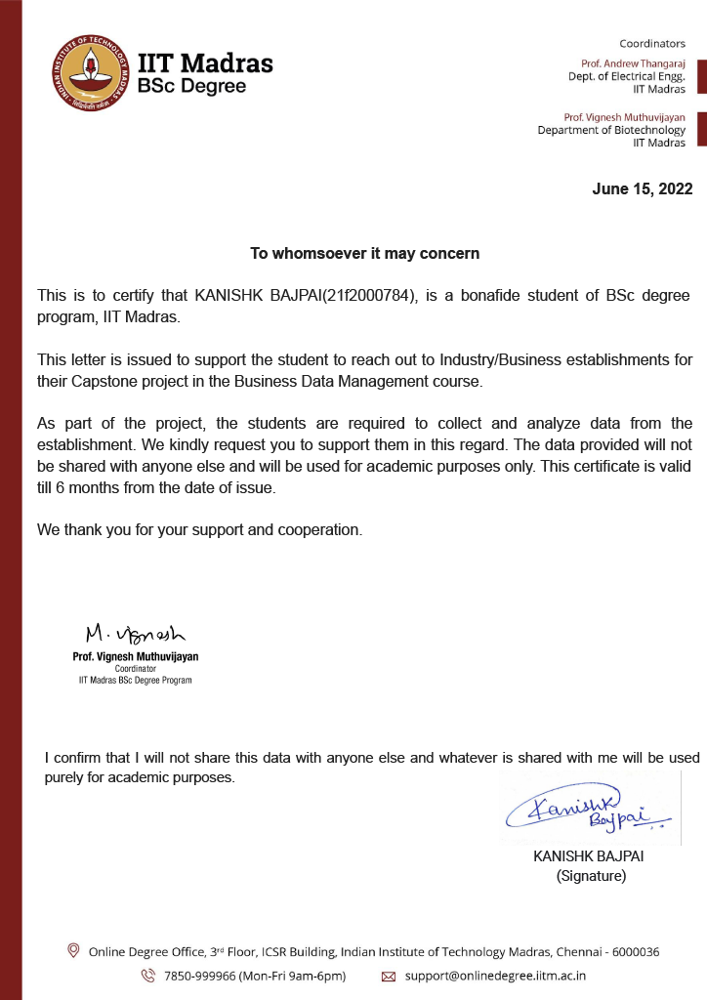 INDIAN INSTITUTE OF TECHNOLOGY MADRAS
IIT Madras
BSc Degree
Coordinators
Prof. Andrew Thangaraj
Dept. of Electrical Engg.
IIT Madras
Prof. Vignesh Muthuvijayan
Department of Biotechnology
IIT Madras
June 15, 2022
To whomsoever it may concern
This is to certify that KANISHK BAJPAI(21f2000784), is a bonafide student of BSc degree
program, IIT Madras.
This letter is issued to support the student to reach out to Industry/Business establishments for
their Capstone project in the Business Data Management course.
As part of the project, the students are required to collect and analyze data from the
establishment. We kindly request you to support them in this regard. The data provided will not
be shared with anyone else and will be used for academic purposes only. This certificate is valid
till 6 months from the date of issue.
We thank you for your support and cooperation.
M. Vignesh
Prof. Vignesh Muthuvijayan
Coordinator
IIT Madras BSc Degree Program
I confirm that I will not share this data with anyone else and whatever is shared with me will be used
purely for academic purposes.
Kanishk
Bajpai
KANISHK BAJPAI
(Signature)
Online Degree Office, 3rd Floor, ICSR Building, Indian Institute of Technology Madras, Chennai - 6000036
7850-999966 (Mon-Fri 9am-6pm) support@onlinedegree.iitm.ac.in